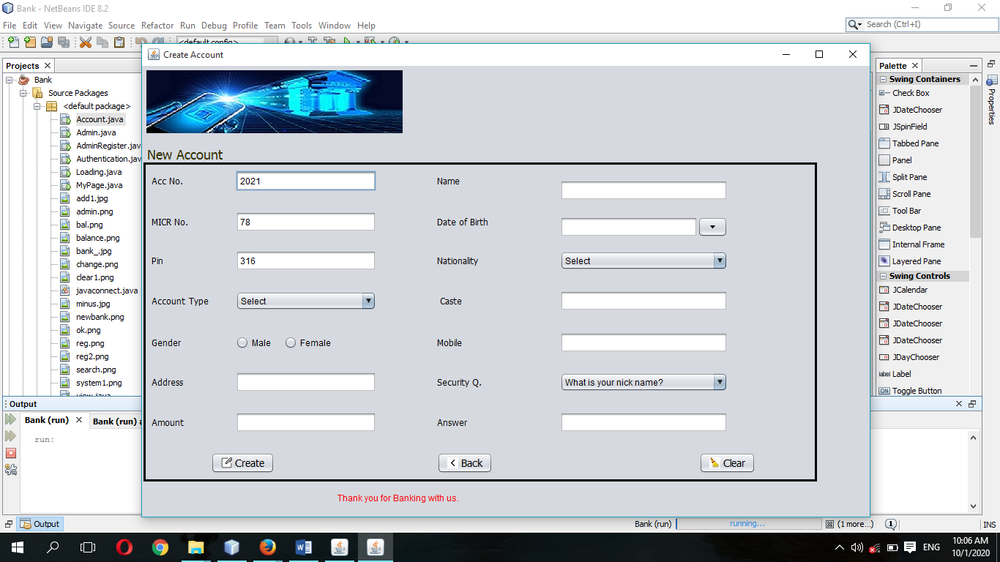 Bank - NetBeans IDE 8.2
File Edit View Navigate Source Refactor Run Debug Profile Team Tools Window Help
Search (Ctrl+I)
<default config>
Projects
Bank
Source Packages
<default package>
Account.java
Admin.java
AdminRegister.jav
Authentication.jav
Loading.java
MyPage.java
add1.jpg
admin.png
bal.png
balance.png
bank_.jpg
change.png
clear1.png
javaconnect.java
minus.jpg
newbank.png
ok.png
reg.png
reg2.png
search.png
system1.png
view.java
Create Account
New Account
Acc No. 2021 Name
MICR No. 78 Date of Birth
Pin 316 Nationality Select
Account Type Select Caste
Gender Male Female Mobile
Address Security Q. What is your nick name?
Amount Answer
Create Back Clear
Thank you for Banking with us.
Palette
Swing Containers
Check Box
JDateChooser
JSpinField
Tabbed Pane
Panel
Split Pane
Scroll Pane
Tool Bar
Desktop Pane
Internal Frame
Layered Pane
Swing Controls
JCalendar
JDateChooser
JDateChooser
JDateChooser
JDayChooser
label Label
ON Toggle Button
Properties
Output
Bank (run) Bank (run) #
run:
Output
Bank (run) running... (1 more...) 1 INS
ENG 10:06 AM
10/1/2020